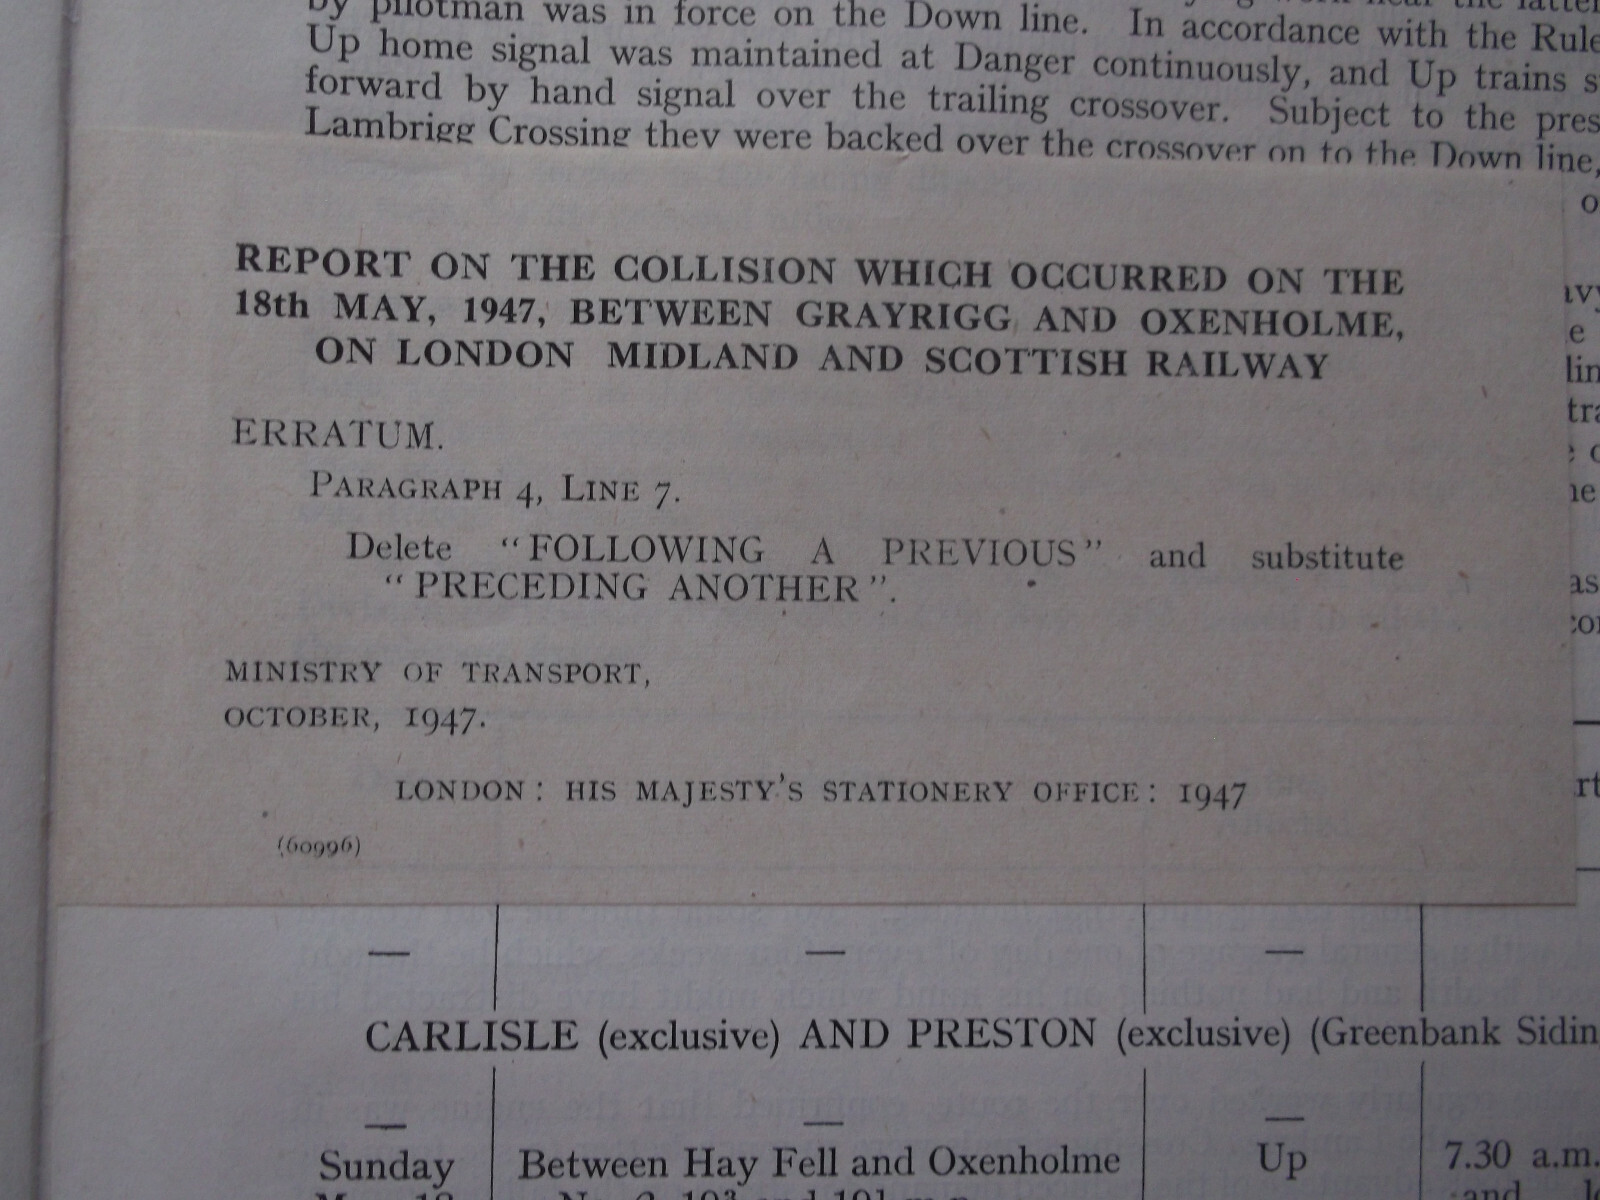 by pilotman was in force on the Down line. In accordance with the Rule
Up home signal was maintained at Danger continuously, and Up trains
forward by hand signal over the trailing crossover. Subject to the pres
Lambrigg Crossing they were backed over the crossover on to the Down line,
REPORT ON THE COLLISION WHICH OCCURRED ON THE
18th MAY, 1947, BETWEEN GRAYRIGG AND OXENHOLME,
ON LONDON MIDLAND AND SCOTTISH RAILWAY
ERRATUM.
PARAGRAPH 4, LINE 7.
Delete “FOLLOWING A PREVIOUS” and substitute
“PRECEDING ANOTHER”.
MINISTRY OF TRANSPORT,
OCTOBER, 1947.
LONDON: HIS MAJESTY'S STATIONERY OFFICE: 1947
(60996)
— — —
CARLISLE (exclusive) AND PRESTON (exclusive) (Greenbank Sidin
— — —
Sunday Between Hay Fell and Oxenholme Up 7.30 a.m.